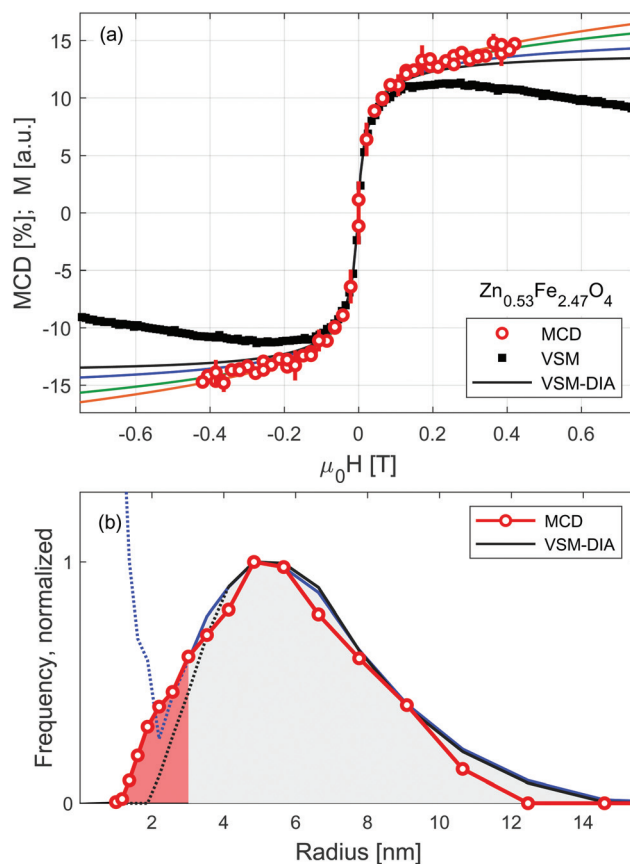 (a)
15
10
5
0
-5
-10
-15
MCD [%]; M [a.u.]
Zn0.53Fe2.47O4
MCD
VSM
VSM-DIA
-0.6 -0.4 -0.2 0 0.2 0.4 0.6
μ0H [T]
(b)
MCD
VSM-DIA
1
0
Frequency, normalized
2 4 6 8 10 12 14
Radius [nm]